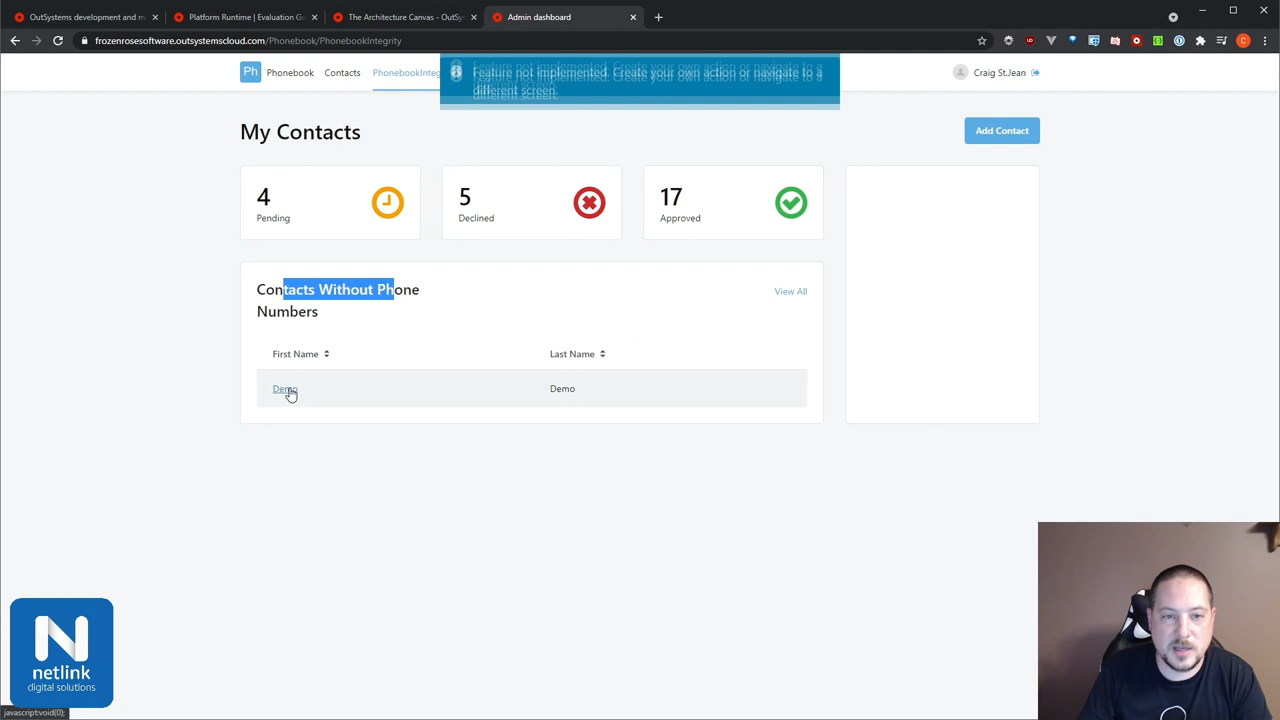 OutSystems development and m
Platform Runtime | Evaluation Gu
The Architecture Canvas - OutSys
Admin dashboard
frozenrosesoftware.outsystemscloud.com/Phonebook/PhonebookIntegrity
Ph Phonebook Contacts PhonebookInteg
Feature not implemented. Create your own action or navigate to a
different screen.
Craig St.Jean
My Contacts
Add Contact
4
Pending
5
Declined
17
Approved
Contacts Without Phone
Numbers
View All
First Name
Last Name
Demo
Demo
N
netlink
digital solutions
javascript:void(0);